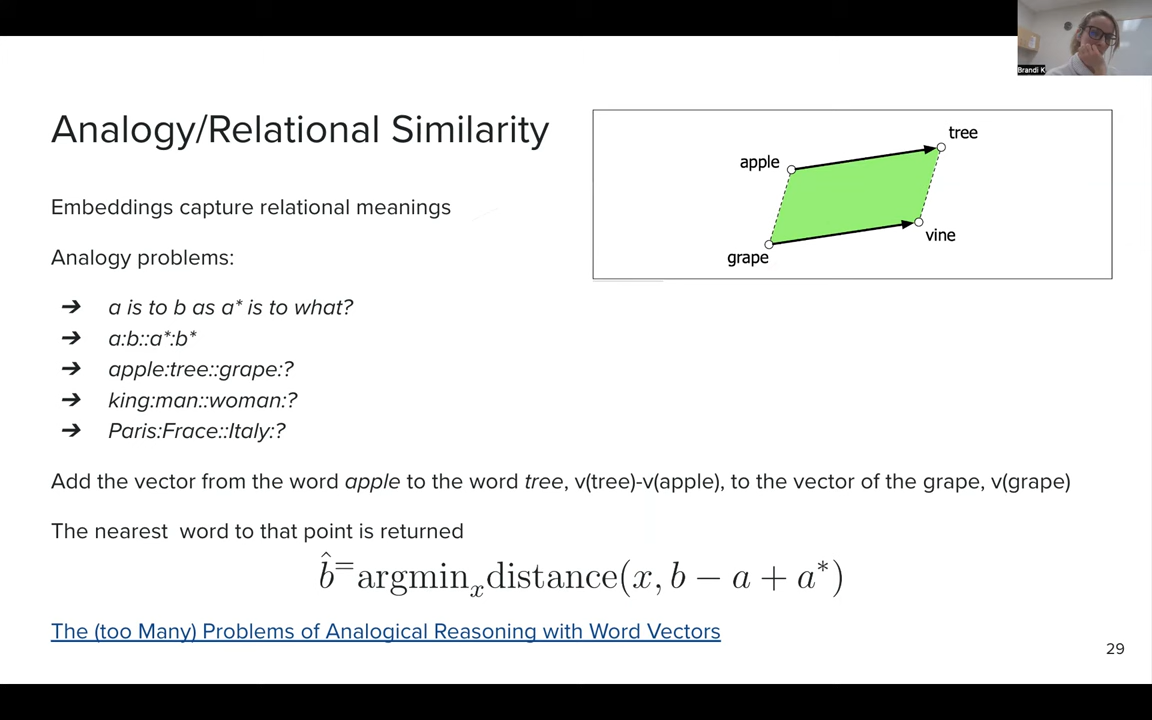 Brandi K
Analogy/Relational Similarity
apple
tree
grape
vine
Embeddings capture relational meanings
Analogy problems:
➔ a is to b as a* is to what?
➔ a:b::a*:b*
➔ apple:tree::grape:?
➔ king:man::woman:?
➔ Paris:Frace::Italy:?
Add the vector from the word apple to the word tree, v(tree)-v(apple), to the vector of the grape, v(grape)
The nearest word to that point is returned
b̂=argminₓdistance(x, b − a + a*)
The (too Many) Problems of Analogical Reasoning with Word Vectors
29